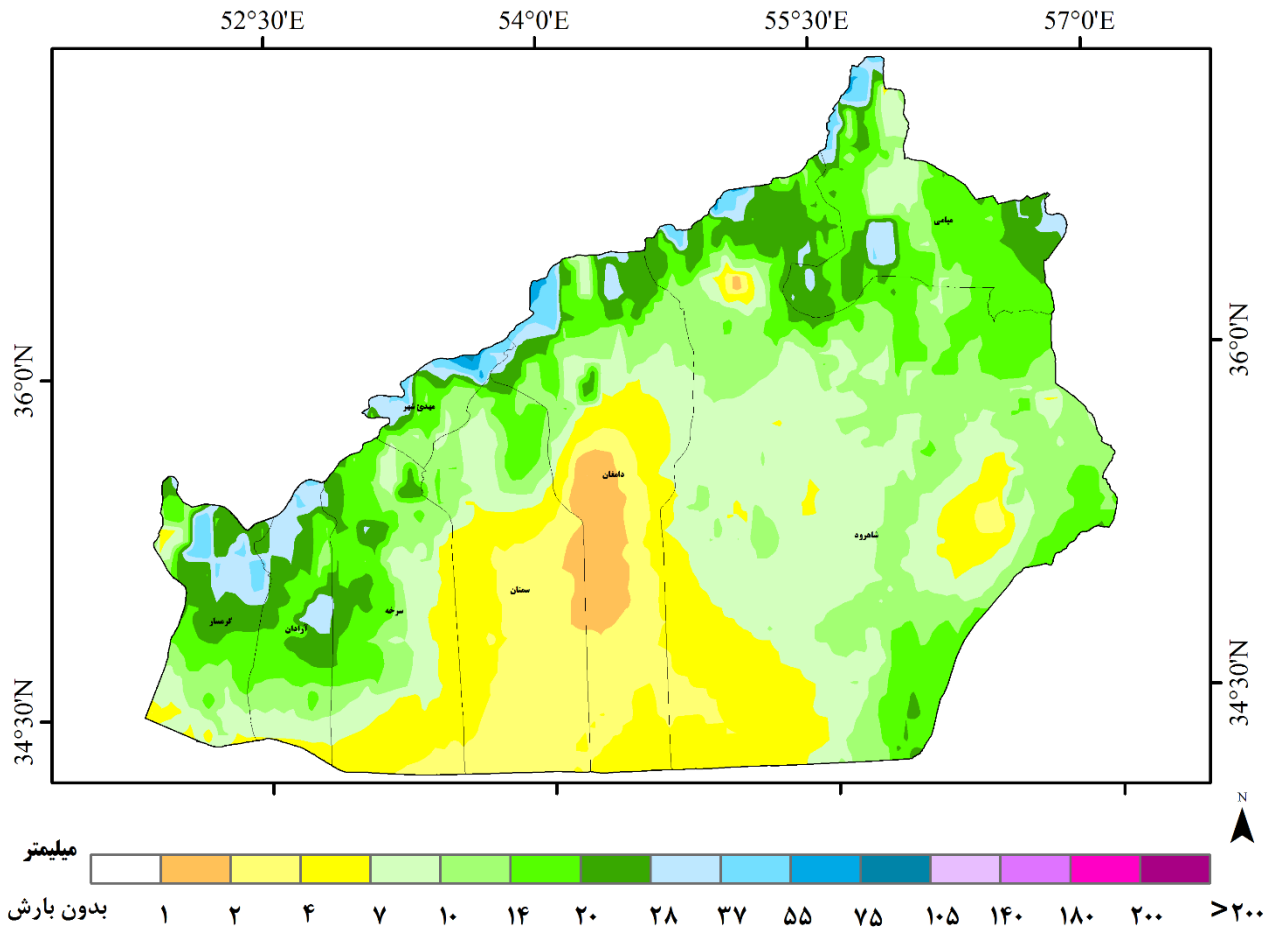 52°30'E 54°0'E 55°30'E 57°0'E
میامی
36°0'N 36°0'N
مهدی شهر
دامغان
شاهرود
سمنان
سرخه
گرمسار
آرادان
34°30'N 34°30'N
N
میلیمتر
بدون بارش ۱ ۲ ۴ ۷ ۱۰ ۱۴ ۲۰ ۲۸ ۳۷ ۵۵ ۷۵ ۱۰۵ ۱۴۰ ۱۸۰ ۲۰۰ >۲۰۰